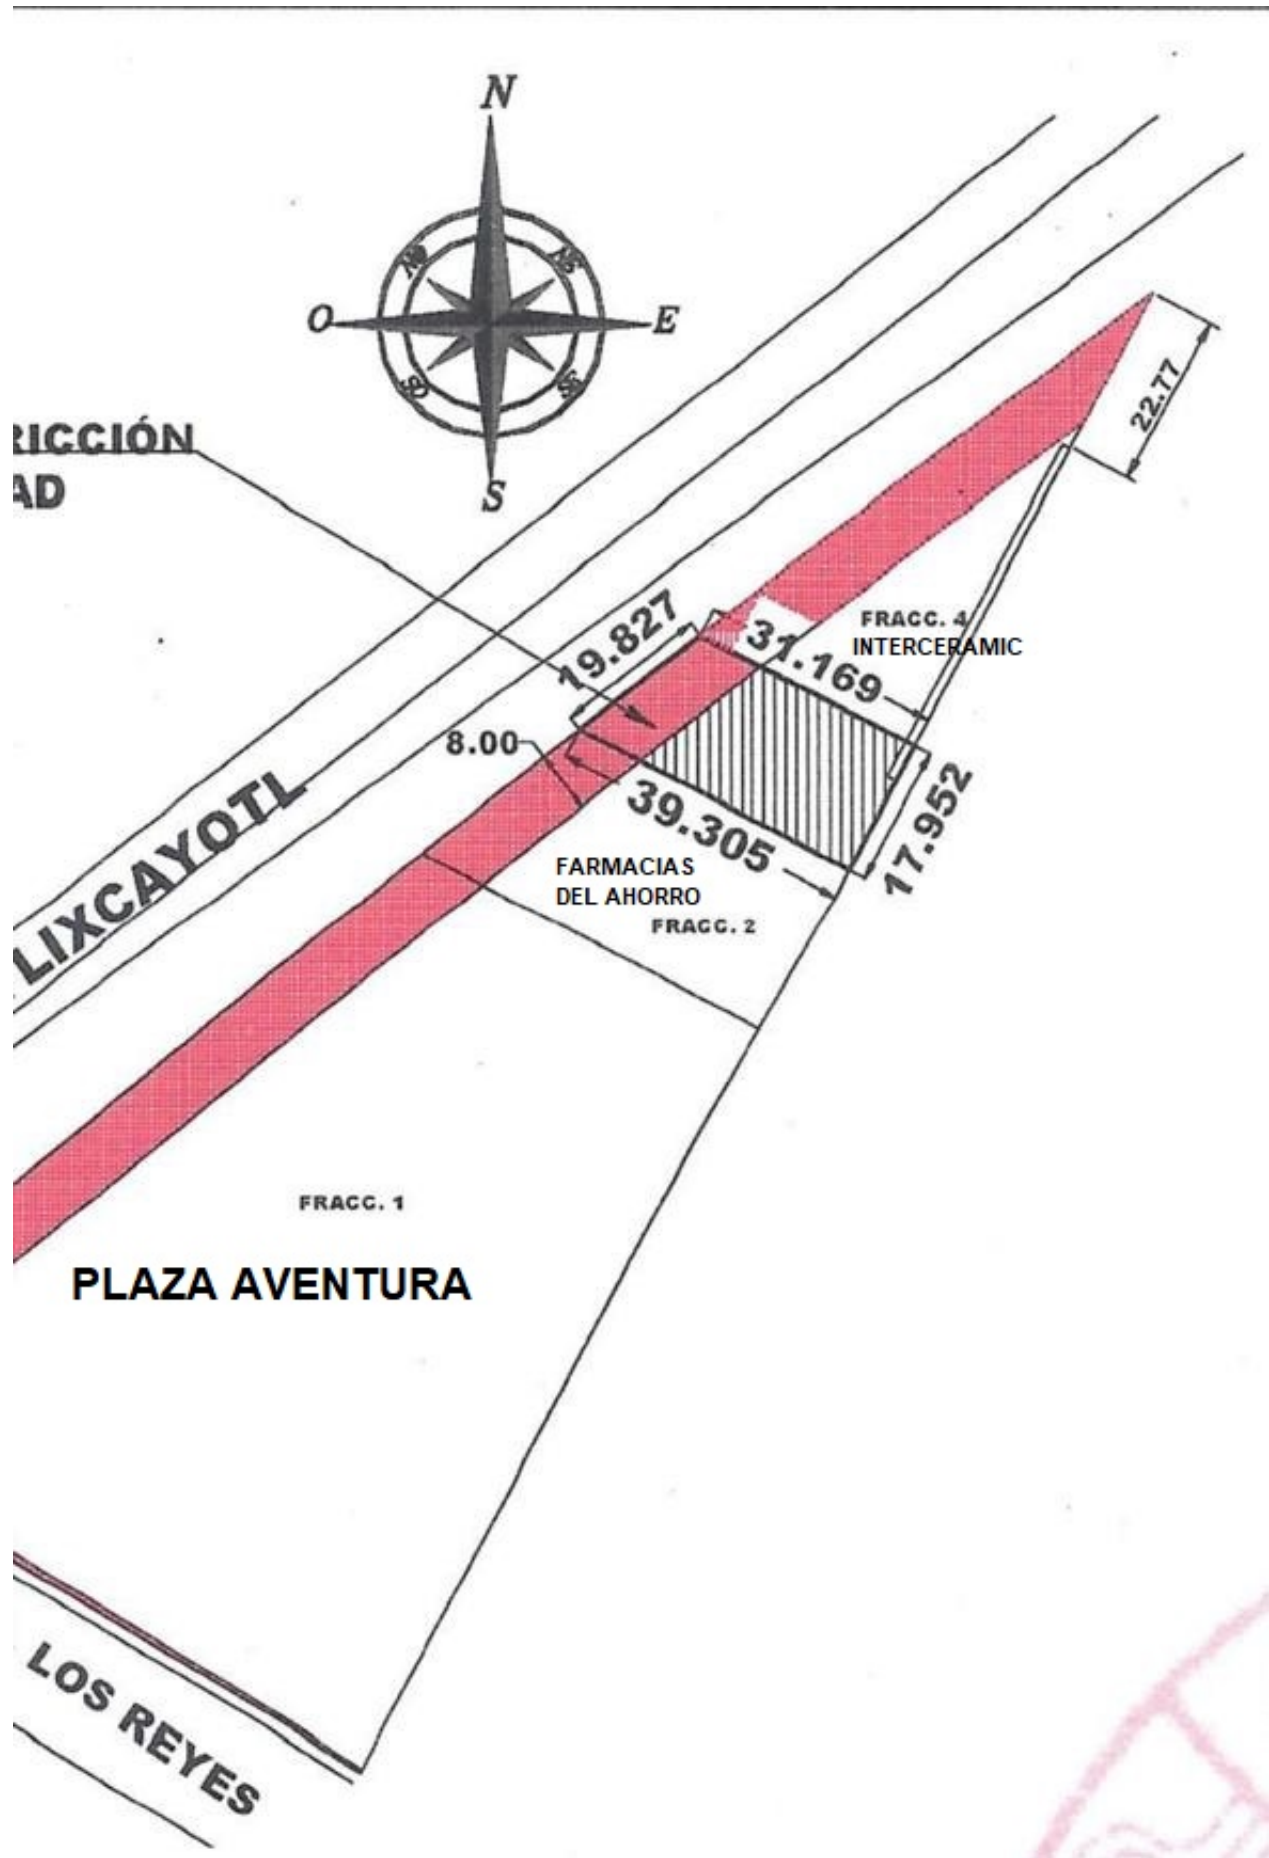 N
NO
NE
O
E
SO
SE
S
RICCIÓN
AD
22.77
19.827
31.169
FRACC. 4
INTERCERAMIC
8.00
39.305
17.952
LIXCAYOTL
FARMACIAS
DEL AHORRO
FRACC. 2
FRACC. 1
PLAZA AVENTURA
LOS REYES